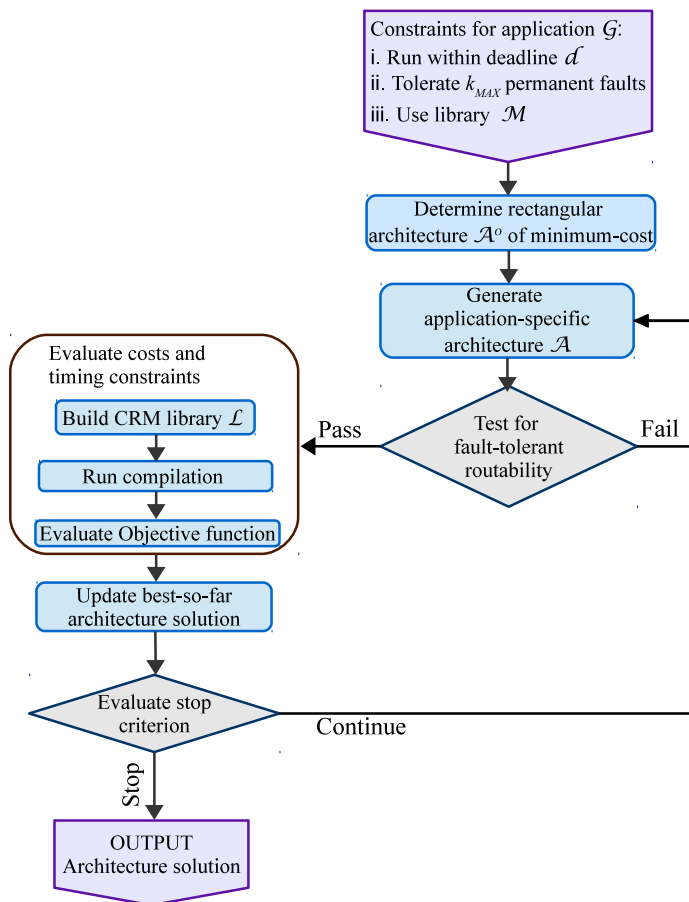 Constraints for application 𝒢:
i. Run within deadline d
ii. Tolerate k_MAX permanent faults
iii. Use library ℳ
Determine rectangular
architecture 𝒜ᵒ of minimum-cost
Generate
application-specific
architecture 𝒜
Test for
fault-tolerant
routability
Pass
Fail
Evaluate costs and
timing constraints
Build CRM library ℒ
Run compilation
Evaluate Objective function
Update best-so-far
architecture solution
Evaluate stop
criterion
Continue
Stop
OUTPUT
Architecture solution